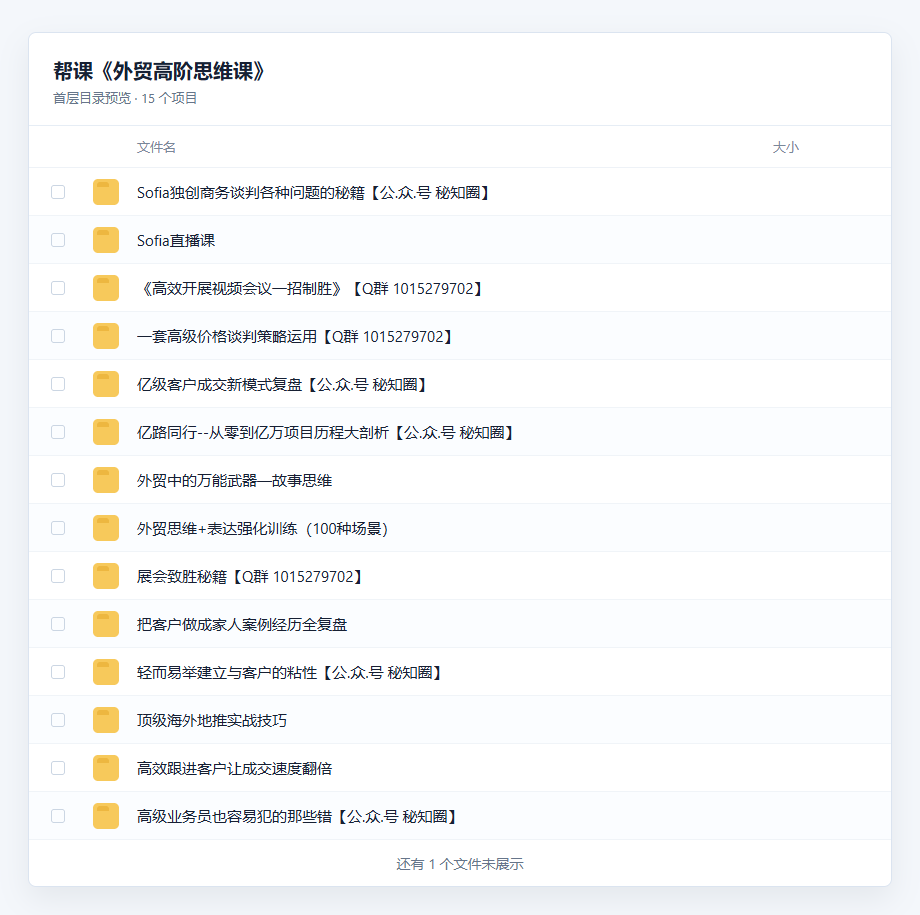 帮课《外贸高阶思维课》
首层目录预览 · 15 个项目
文件名 大小
Sofia独创商务谈判各种问题的秘籍【公.众.号 秘知圈】
Sofia直播课
《高效开展视频会议一招制胜》【Q群 1015279702】
一套高级价格谈判策略运用【Q群 1015279702】
亿级客户成交新模式复盘【公.众.号 秘知圈】
亿路同行--从零到亿万项目历程大剖析【公.众.号 秘知圈】
外贸中的万能武器—故事思维
外贸思维+表达强化训练（100种场景）
展会致胜秘籍【Q群 1015279702】
把客户做成家人案例经历全复盘
轻而易举建立与客户的粘性【公.众.号 秘知圈】
顶级海外地推实战技巧
高效跟进客户让成交速度翻倍
高级业务员也容易犯的那些错【公.众.号 秘知圈】
还有 1 个文件未展示